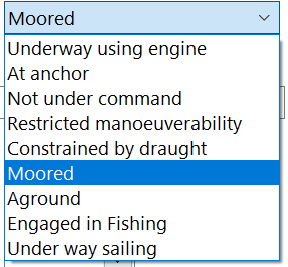 Moored
Underway using engine
At anchor
Not under command
Restricted manoeuverability
Constrained by draught
Moored
Aground
Engaged in Fishing
Under way sailing